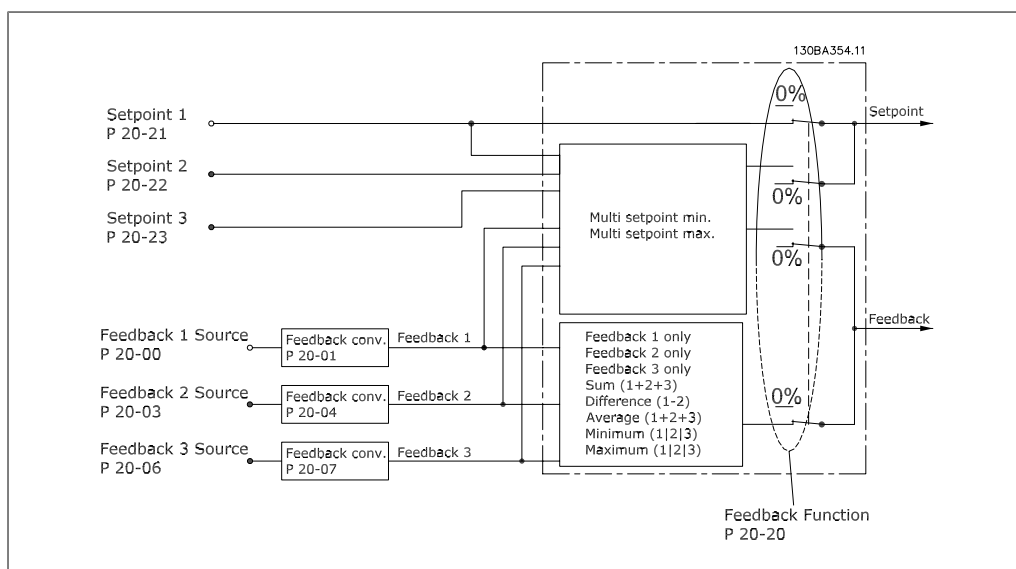 130BA354.11
0%
Setpoint 1
P 20-21
Setpoint
Setpoint 2
P 20-22
0%
Setpoint 3
P 20-23
Multi setpoint min.
Multi setpoint max.
0%
Feedback
Feedback 1 Source
P 20-00
Feedback conv.
P 20-01
Feedback 1
Feedback 2 Source
P 20-03
Feedback conv.
P 20-04
Feedback 2
Feedback 3 Source
P 20-06
Feedback conv.
P 20-07
Feedback 3
Feedback 1 only
Feedback 2 only
Feedback 3 only
Sum (1+2+3)
Difference (1-2)
Average (1+2+3)
Minimum (1|2|3)
Maximum (1|2|3)
0%
Feedback Function
P 20-20